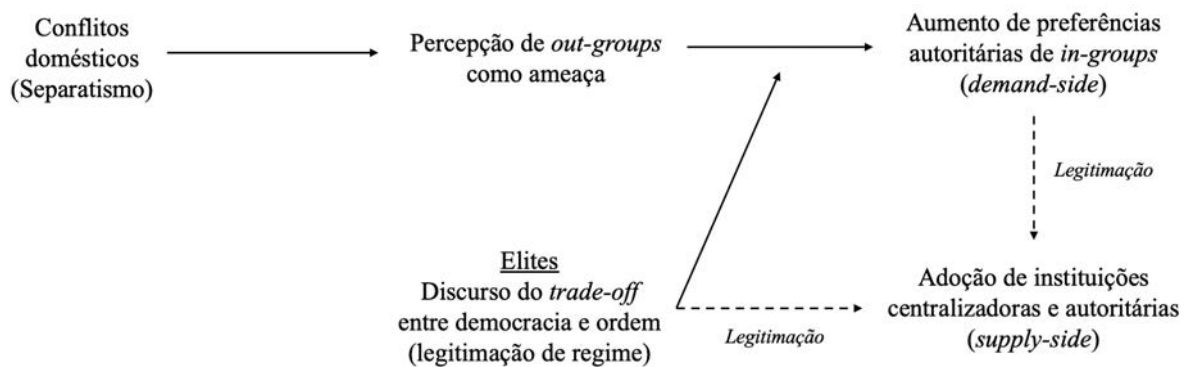 Conflitos
domésticos
(Separatismo)
Percepção de out-groups
como ameaça
Aumento de preferências
autoritárias de in-groups
(demand-side)
Legitimação
Elites
Discurso do trade-off
entre democracia e ordem
(legitimação de regime)
Legitimação
Adoção de instituições
centralizadoras e autoritárias
(supply-side)